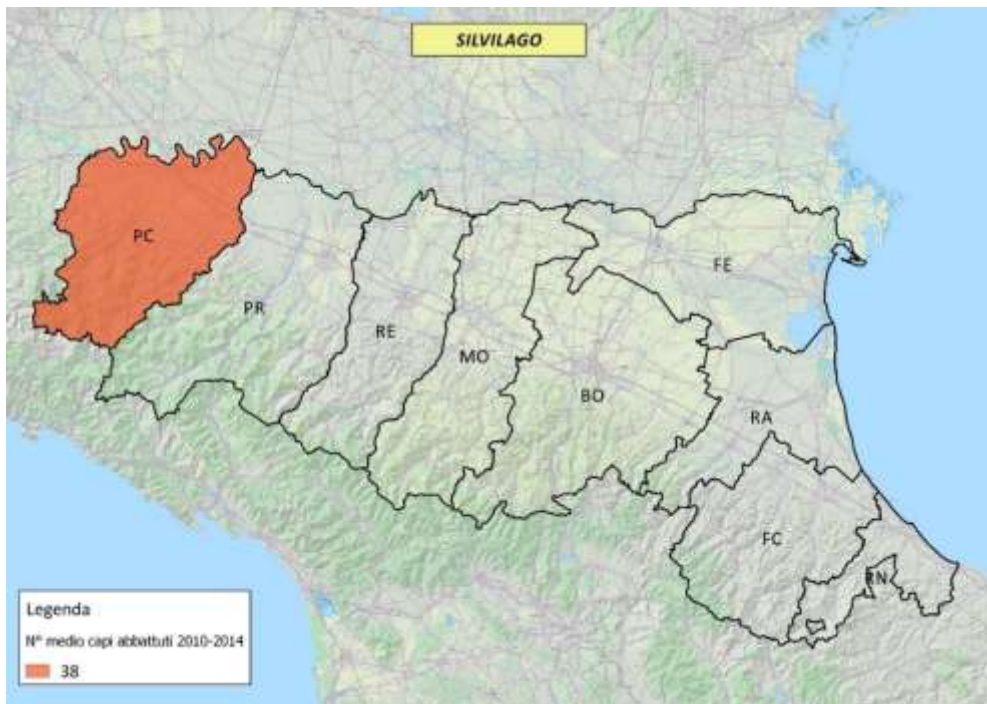 SILVILAGO
PC
FE
PR
RE
MO
BO
RA
FC
RN
Legenda
N° medio capi abbattuti 2010-2014
38